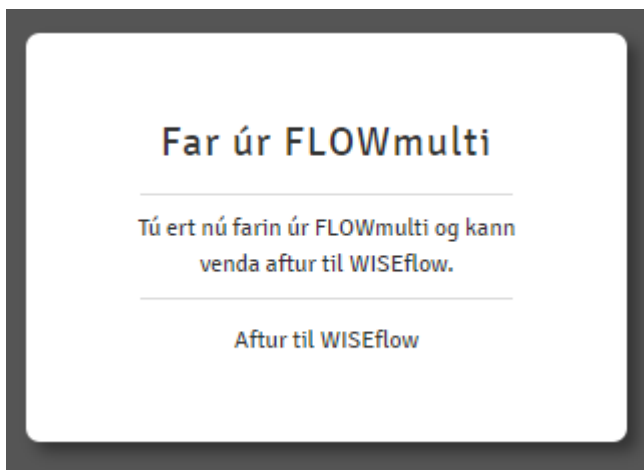 Far úr FLOWmulti
Tú ert nú farin úr FLOWmulti og kann
venda aftur til WISEflow.
Aftur til WISEflow